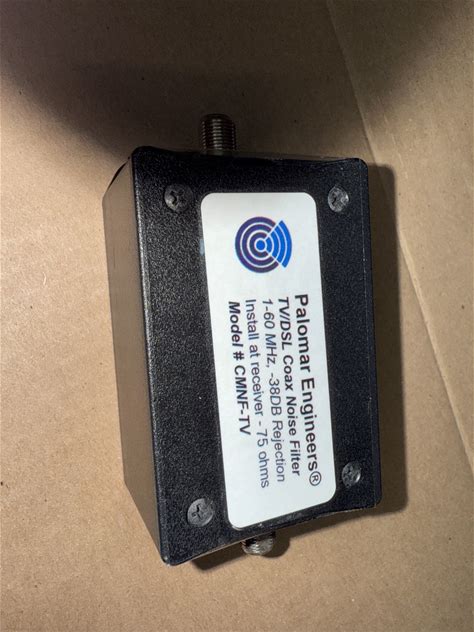 Palomar Engineers®
TV/DSL Coax Noise Filter
1-60 MHz, -38DB Rejection
Install at receiver - 75 ohms
Model # CMNF-TV